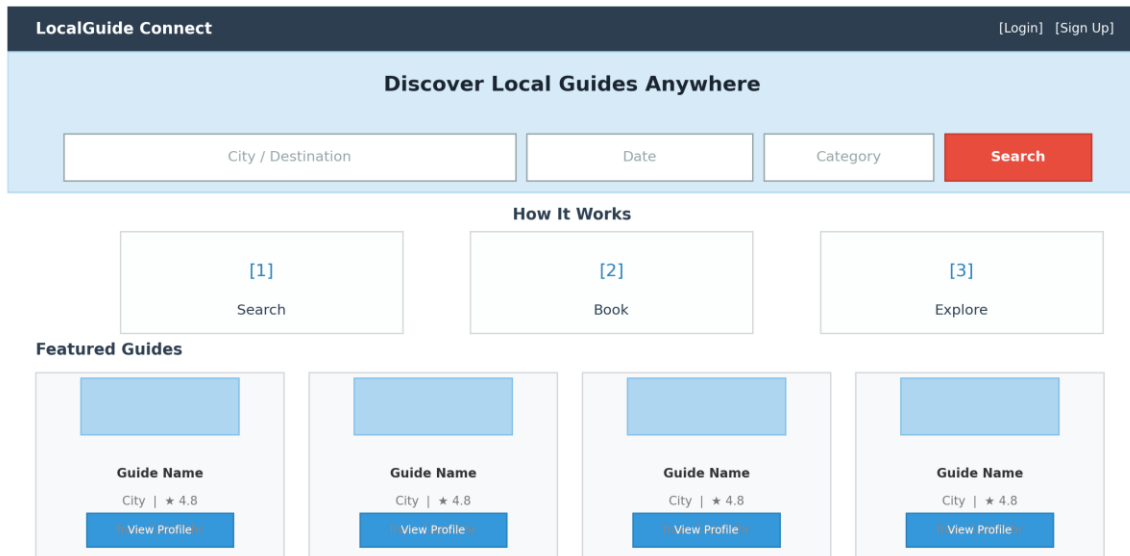 LocalGuide Connect [Login] [Sign Up]
Discover Local Guides Anywhere
City / Destination Date Category Search
How It Works
[1] [2] [3]
Search Book Explore
Featured Guides
Guide Name Guide Name Guide Name Guide Name
City | ★ 4.8 City | ★ 4.8 City | ★ 4.8 City | ★ 4.8
View Profile View Profile View Profile View Profile